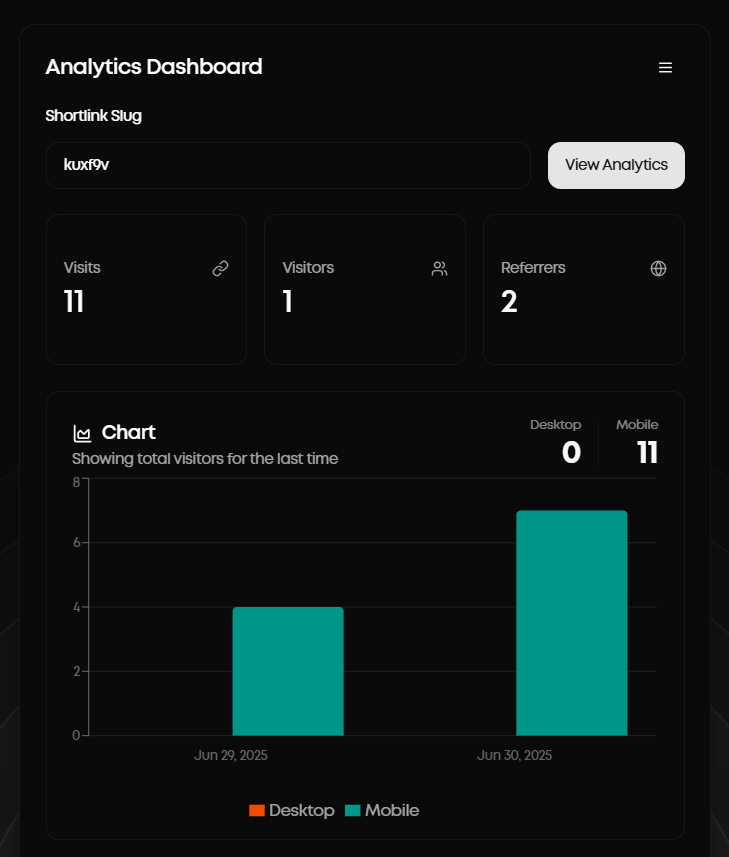 Analytics Dashboard
Shortlink Slug
kuxf9v
View Analytics
Visits
11
Visitors
1
Referrers
2
Chart
Showing total visitors for the last time
Desktop
0
Mobile
11
8
6
4
2
0
Jun 29, 2025
Jun 30, 2025
Desktop
Mobile